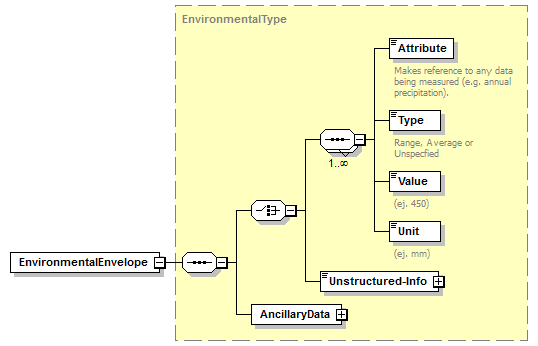 EnvironmentalType
Attribute
Makes reference to any data
being measured (e.g. annual
precipitation).
Type
Range, Average or
Unspecfied
1..∞
Value
(ej. 450)
Unit
(ej. mm)
EnvironmentalEnvelope
Unstructured-Info
AncillaryData